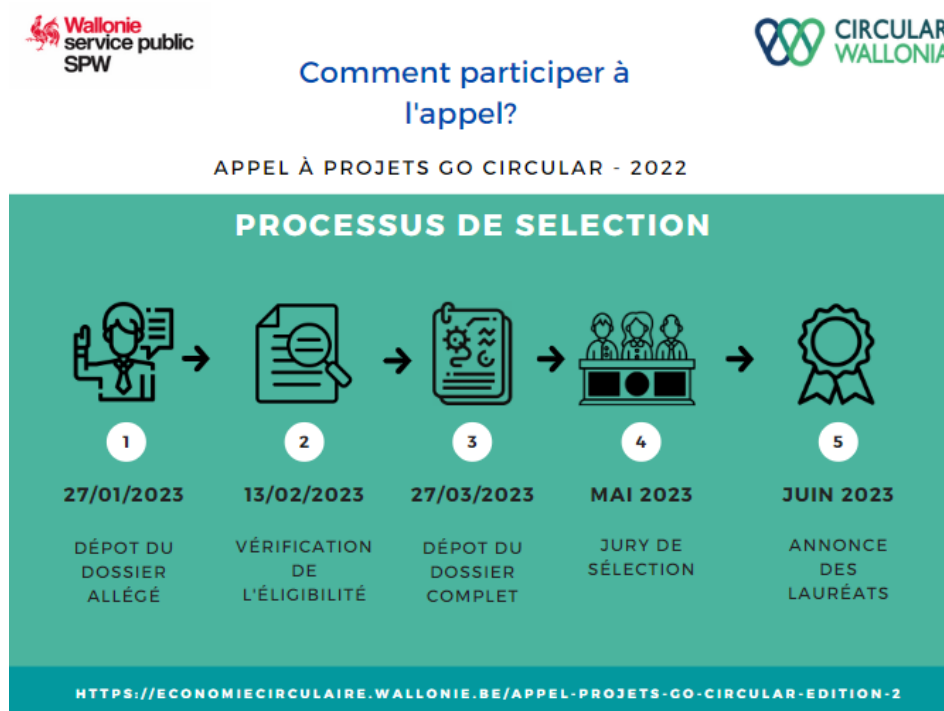 Wallonie
service public
SPW
CIRCULAR
WALLONIA
Comment participer à
l'appel?
APPEL À PROJETS GO CIRCULAR - 2022
PROCESSUS DE SELECTION
1
2
3
4
5
27/01/2023
13/02/2023
27/03/2023
MAI 2023
JUIN 2023
DÉPOT DU
DOSSIER
ALLÉGÉ
VÉRIFICATION
DE
L'ÉLIGIBILITÉ
DÉPOT DU
DOSSIER
COMPLET
JURY DE
SÉLECTION
ANNONCE
DES
LAURÉATS
HTTPS://ECONOMIECIRCULAIRE.WALLONIE.BE/APPEL-PROJETS-GO-CIRCULAR-EDITION-2